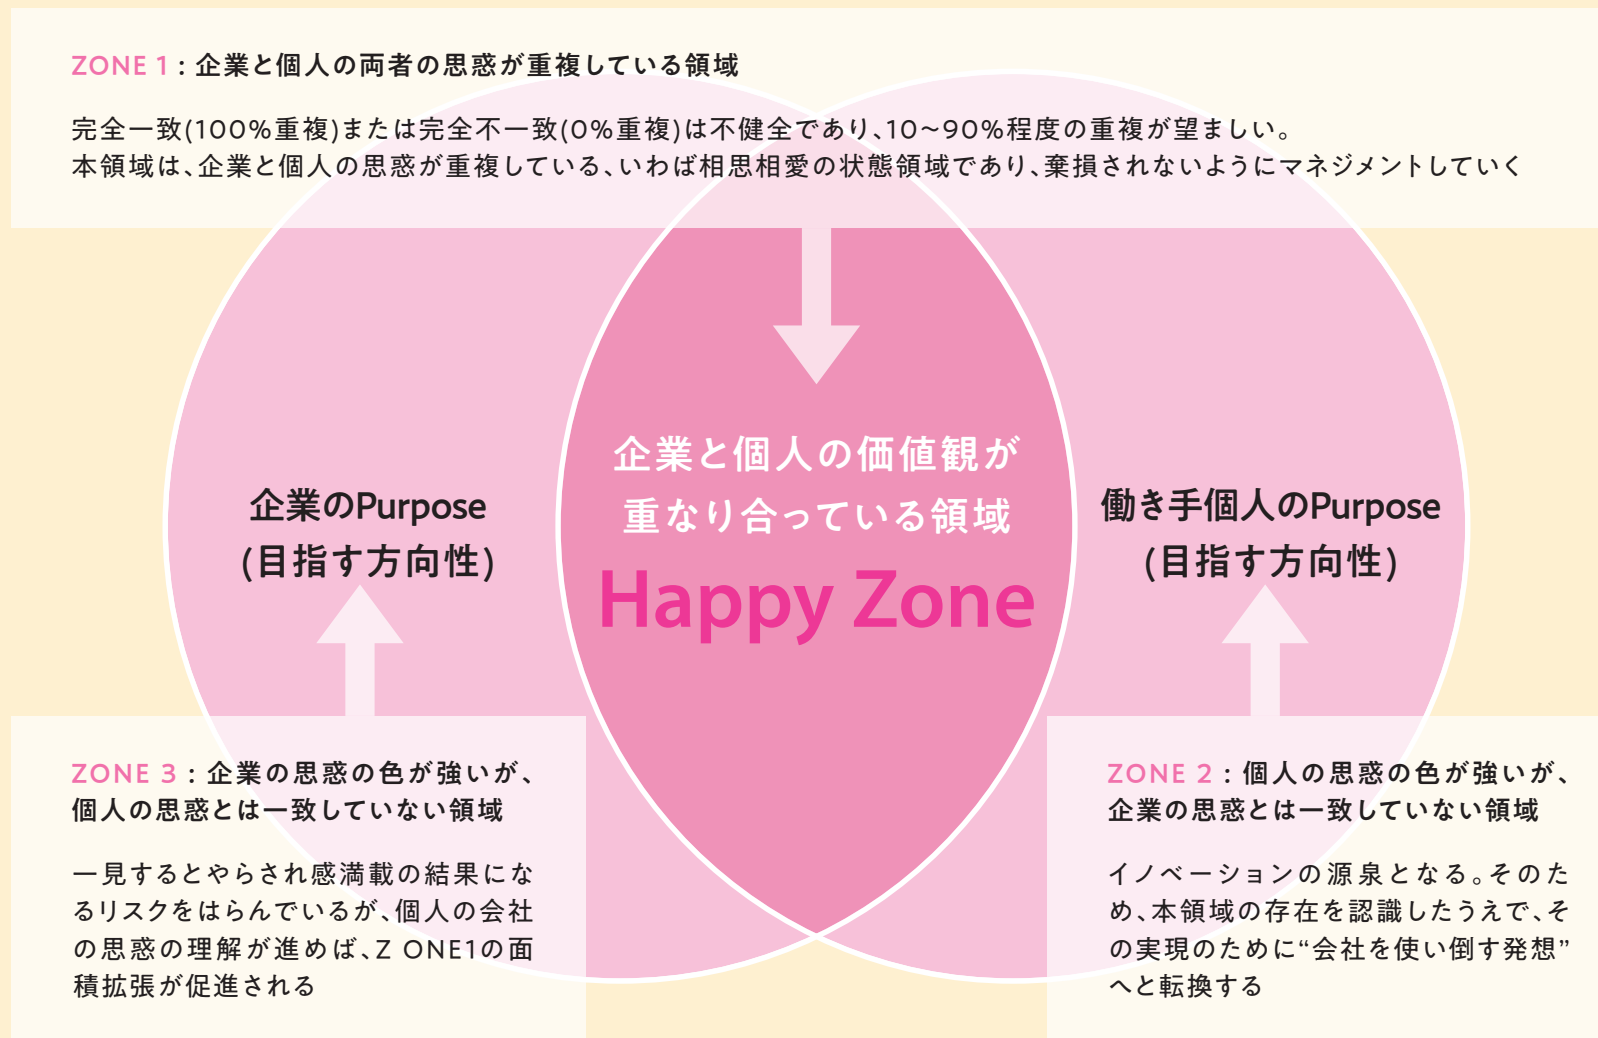 ZONE 1 : 企業と個人の両者の思惑が重複している領域
完全一致(100%重複)または完全不一致(0%重複)は不健全であり、10~90%程度の重複が望ましい。
本領域は、企業と個人の思惑が重複している、いわば相思相愛の状態領域であり、棄損されないようにマネジメントしていく
企業と個人の価値観が
重なり合っている領域
Happy Zone
企業のPurpose
(目指す方向性)
働き手個人のPurpose
(目指す方向性)
ZONE 3 : 企業の思惑の色が強いが、
個人の思惑とは一致していない領域
一見するとやらされ感満載の結果にな
るリスクをはらんでいるが、個人の会社
の思惑の理解が進めば、Z ONE1の面
積拡張が促進される
ZONE 2 : 個人の思惑の色が強いが、
企業の思惑とは一致していない領域
イノベーションの源泉となる。そのた
め、本領域の存在を認識したうえで、そ
の実現のために“会社を使い倒す発想”
へと転換する